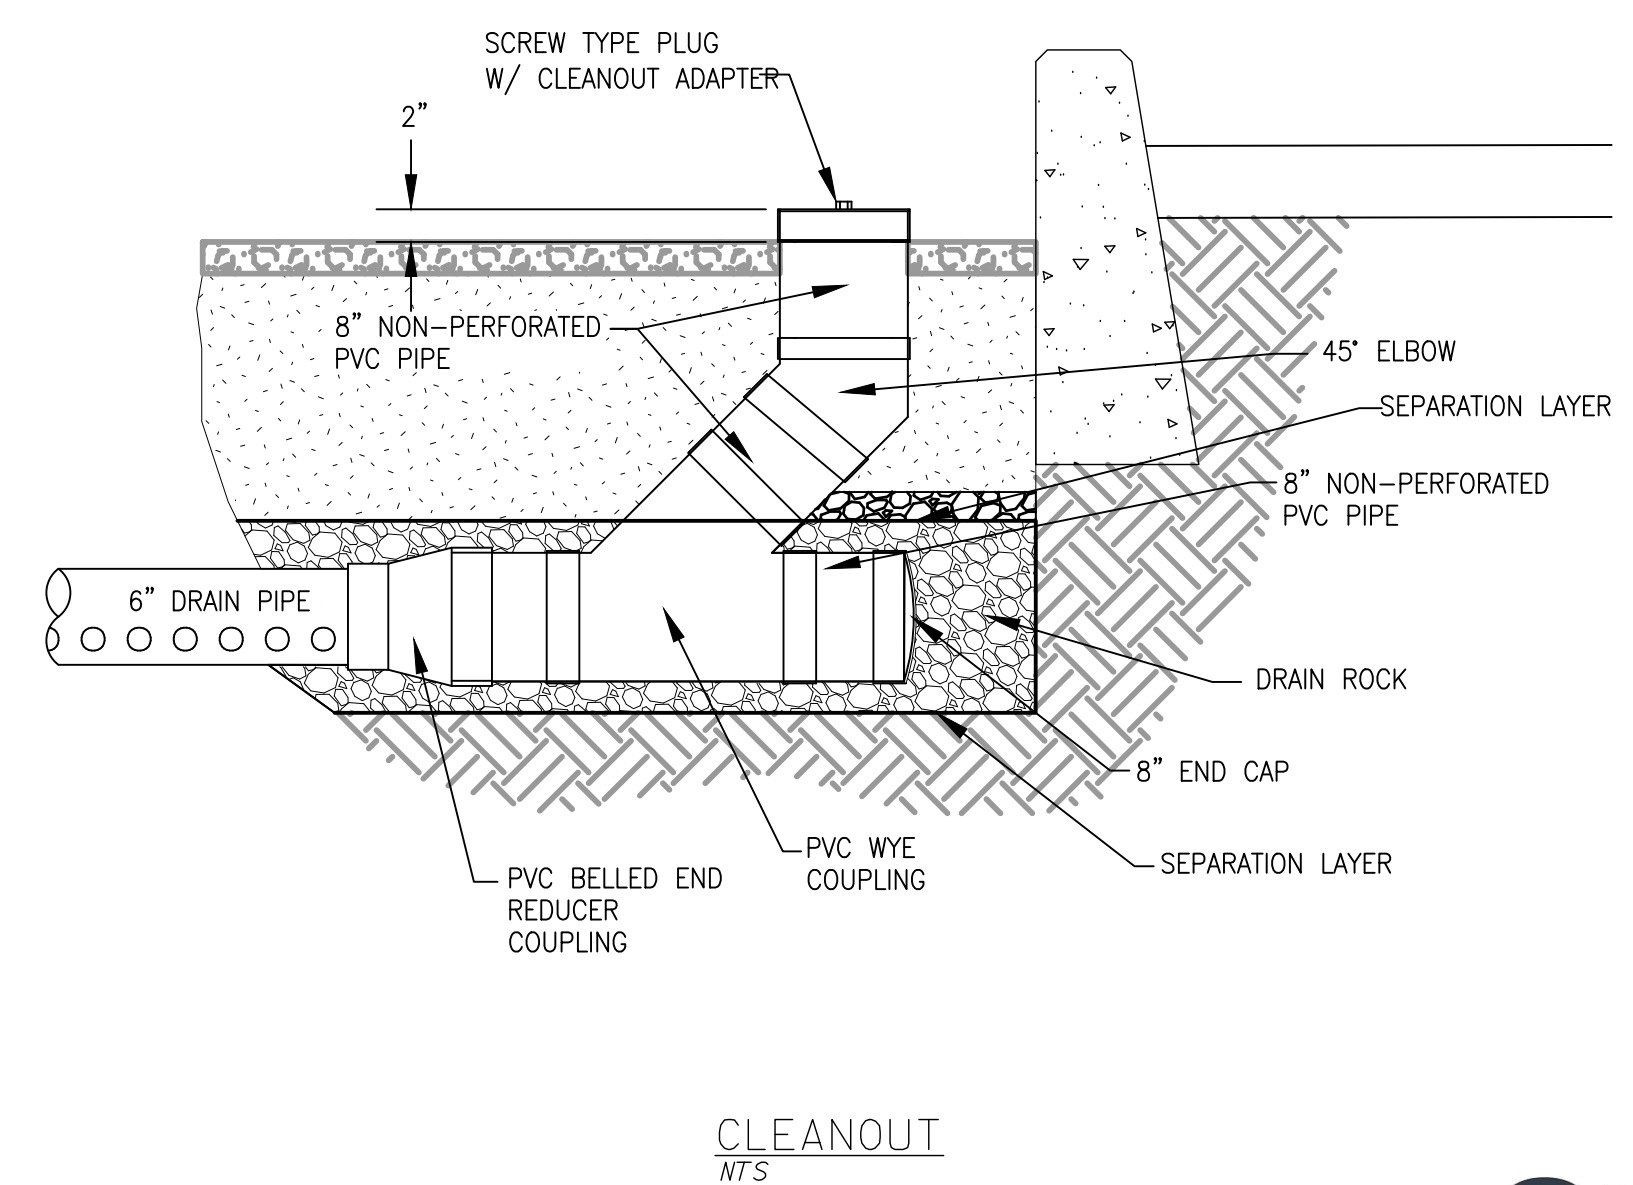 SCREW TYPE PLUG
W/ CLEANOUT ADAPTER
2”
8” NON-PERFORATED
PVC PIPE
45° ELBOW
SEPARATION LAYER
8” NON-PERFORATED
PVC PIPE
6” DRAIN PIPE
DRAIN ROCK
8” END CAP
PVC WYE
COUPLING
SEPARATION LAYER
PVC BELLED END
REDUCER
COUPLING
CLEANOUT
NTS